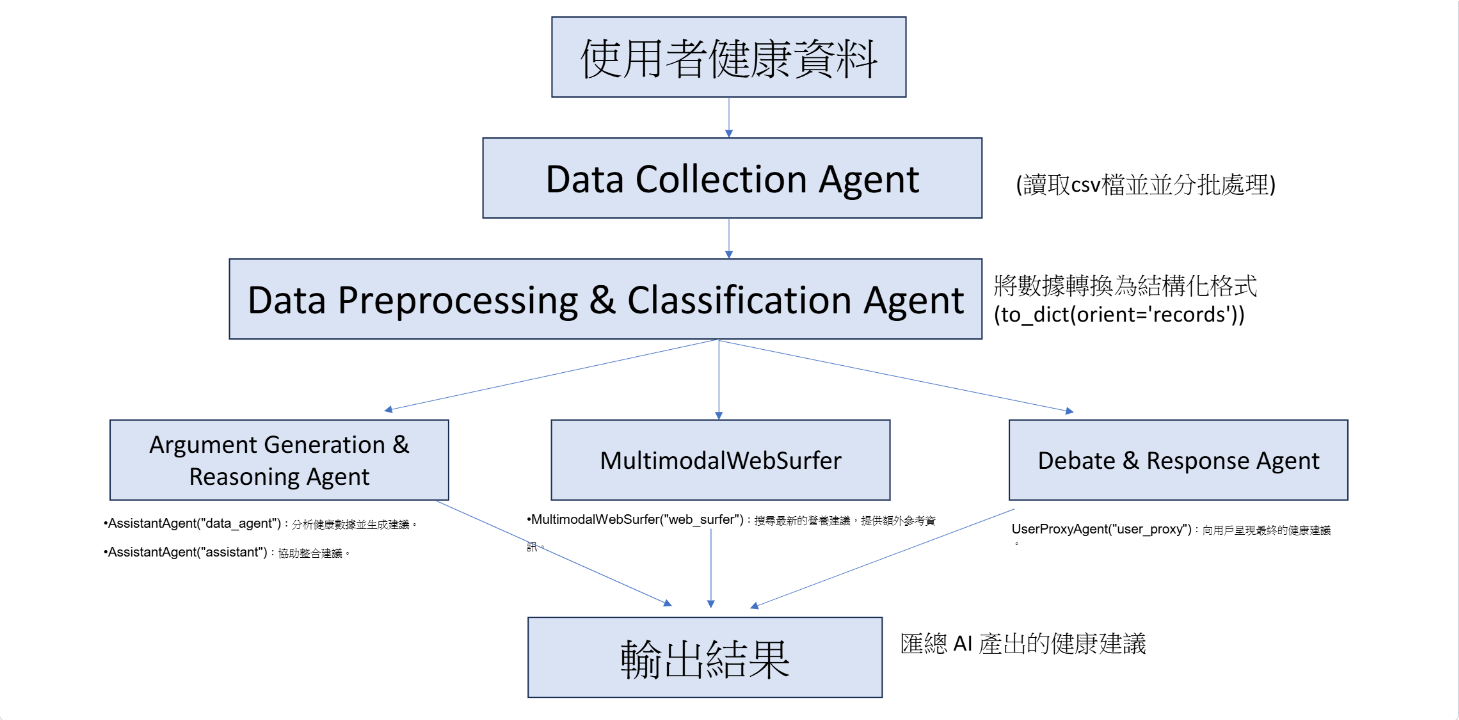 使用者健康資料
Data Collection Agent
(讀取csv檔並並分批處理)
Data Preprocessing & Classification Agent
將數據轉換為結構化格式
(to_dict(orient='records'))
Argument Generation &
Reasoning Agent
MultimodalWebSurfer
Debate & Response Agent
•AssistantAgent("data_agent")：分析健康數據並生成建議。
•AssistantAgent("assistant")：協助整合建議。
•MultimodalWebSurfer("web_surfer")：搜尋最新的營養建議，提供額外參考資
訊。
UserProxyAgent("user_proxy")：向用戶呈現最終的健康建議
。
輸出結果
匯總 AI 產出的健康建議